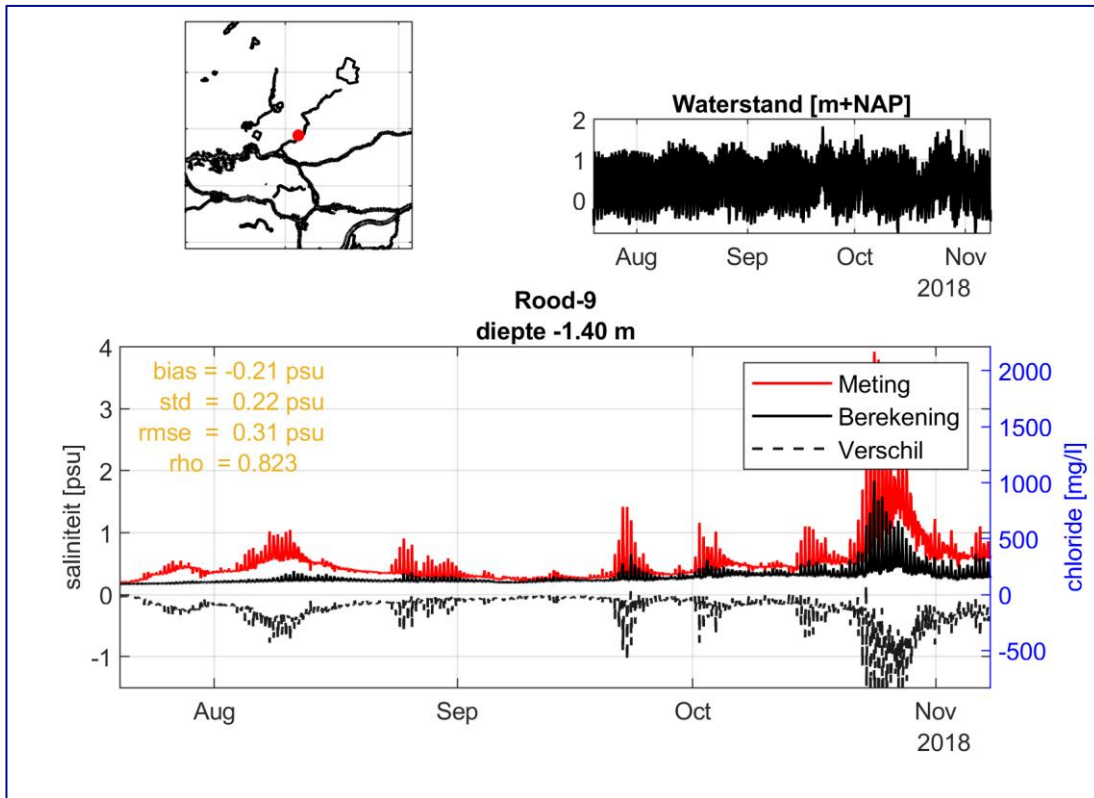 Waterstand [m+NAP]
2
1
0
Aug Sep Oct Nov
2018
Rood-9
diepte -1.40 m
4
3
2
1
0
-1
saliniteit [psu]
bias = -0.21 psu
std = 0.22 psu
rmse = 0.31 psu
rho = 0.823
Meting
Berekening
Verschil
2000
1500
1000
500
0
-500
chloride [mg/l]
Aug Sep Oct Nov
2018